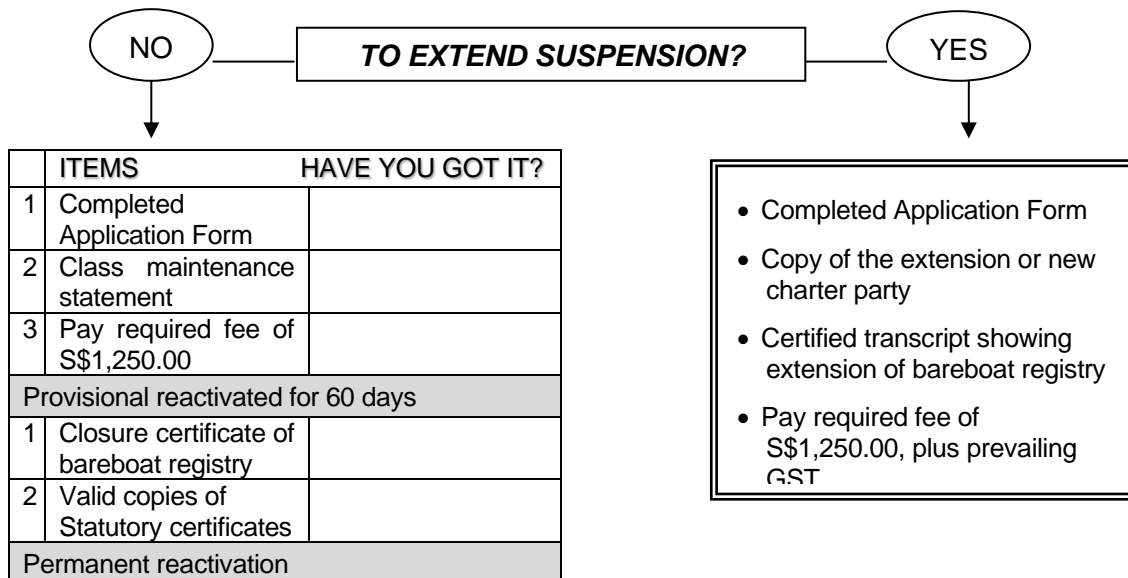 NO
TO EXTEND SUSPENSION?
YES
ITEMS HAVE YOU GOT IT?
1 Completed
Application Form
2 Class maintenance
statement
3 Pay required fee of
S$1,250.00
Provisional reactivated for 60 days
1 Closure certificate of
bareboat registry
2 Valid copies of
Statutory certificates
Permanent reactivation
• Completed Application Form
• Copy of the extension or new
charter party
• Certified transcript showing
extension of bareboat registry
• Pay required fee of
S$1,250.00, plus prevailing
GST